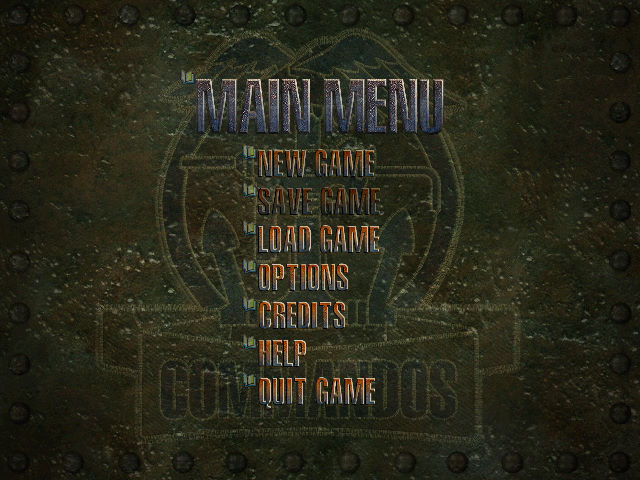 MAIN MENU
NEW GAME
SAVE GAME
LOAD GAME
OPTIONS
CREDITS
HELP
QUIT GAME
COMMANDOS